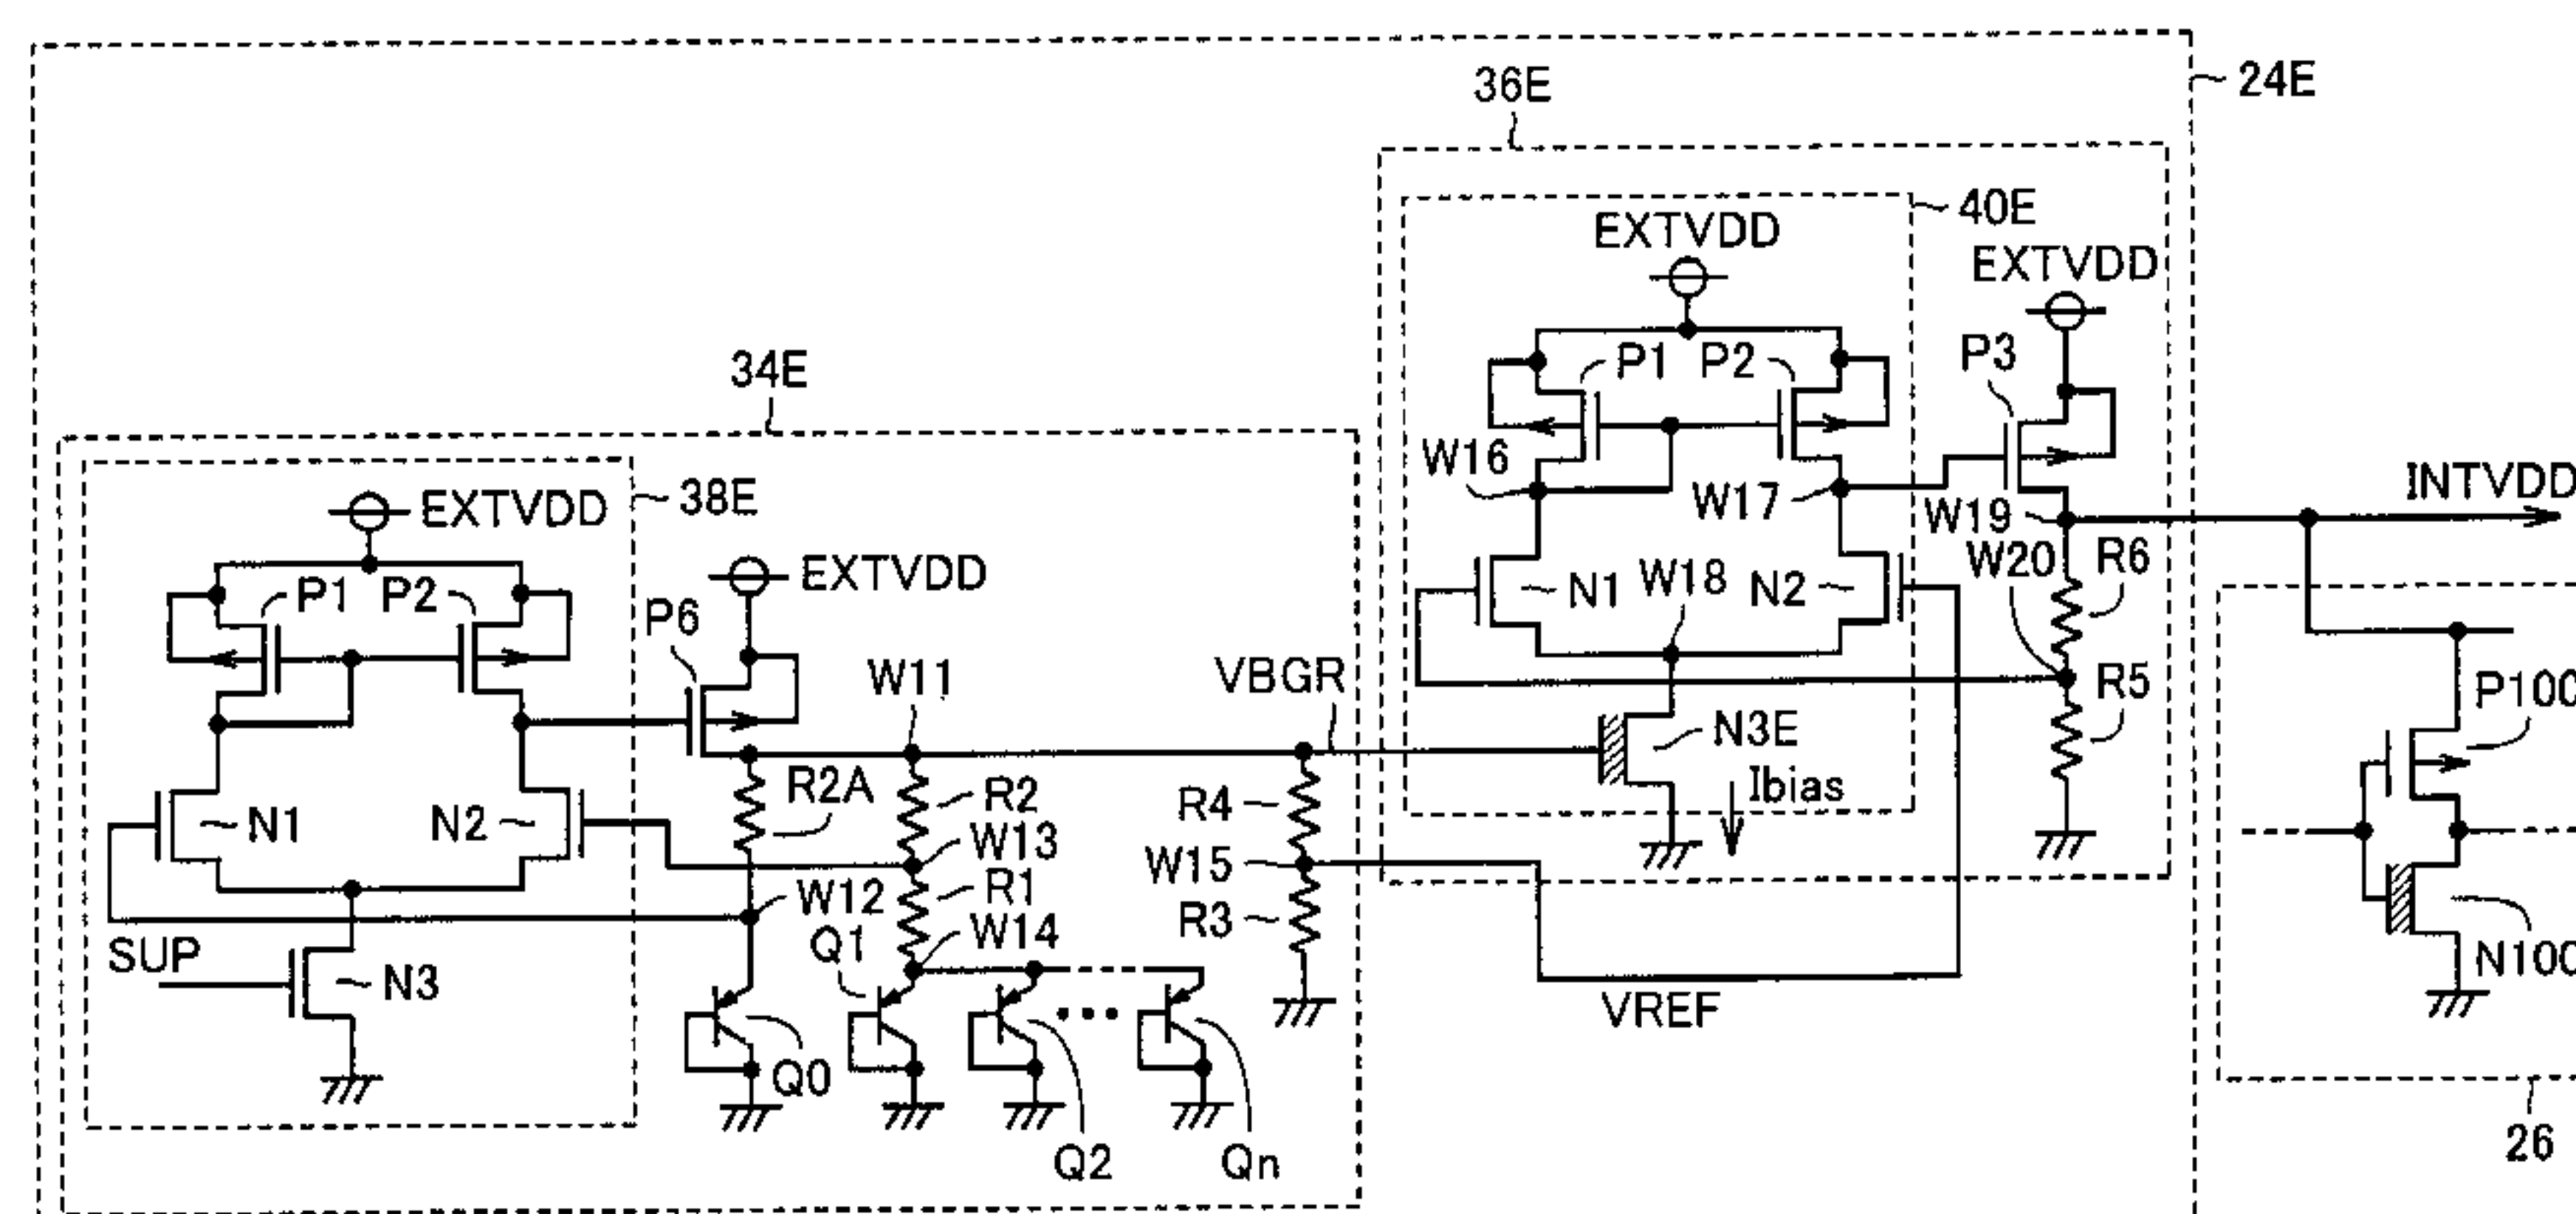 36E
24E
40E
EXTVDD
EXTVDD
P1
P2
P3
34E
W16
W17
INTVDD
38E
EXTVDD
W19
W20
R6
EXTVDD
P1
P2
P6
N1
W18
N2
W11
VBGR
R5
P100
N3E
R2A
R2
R4
Ibias
N1
N2
W13
W15
R1
W12
R3
SUP
Q1
W14
N3
N100
VREF
Q0
Q2
Qn
26